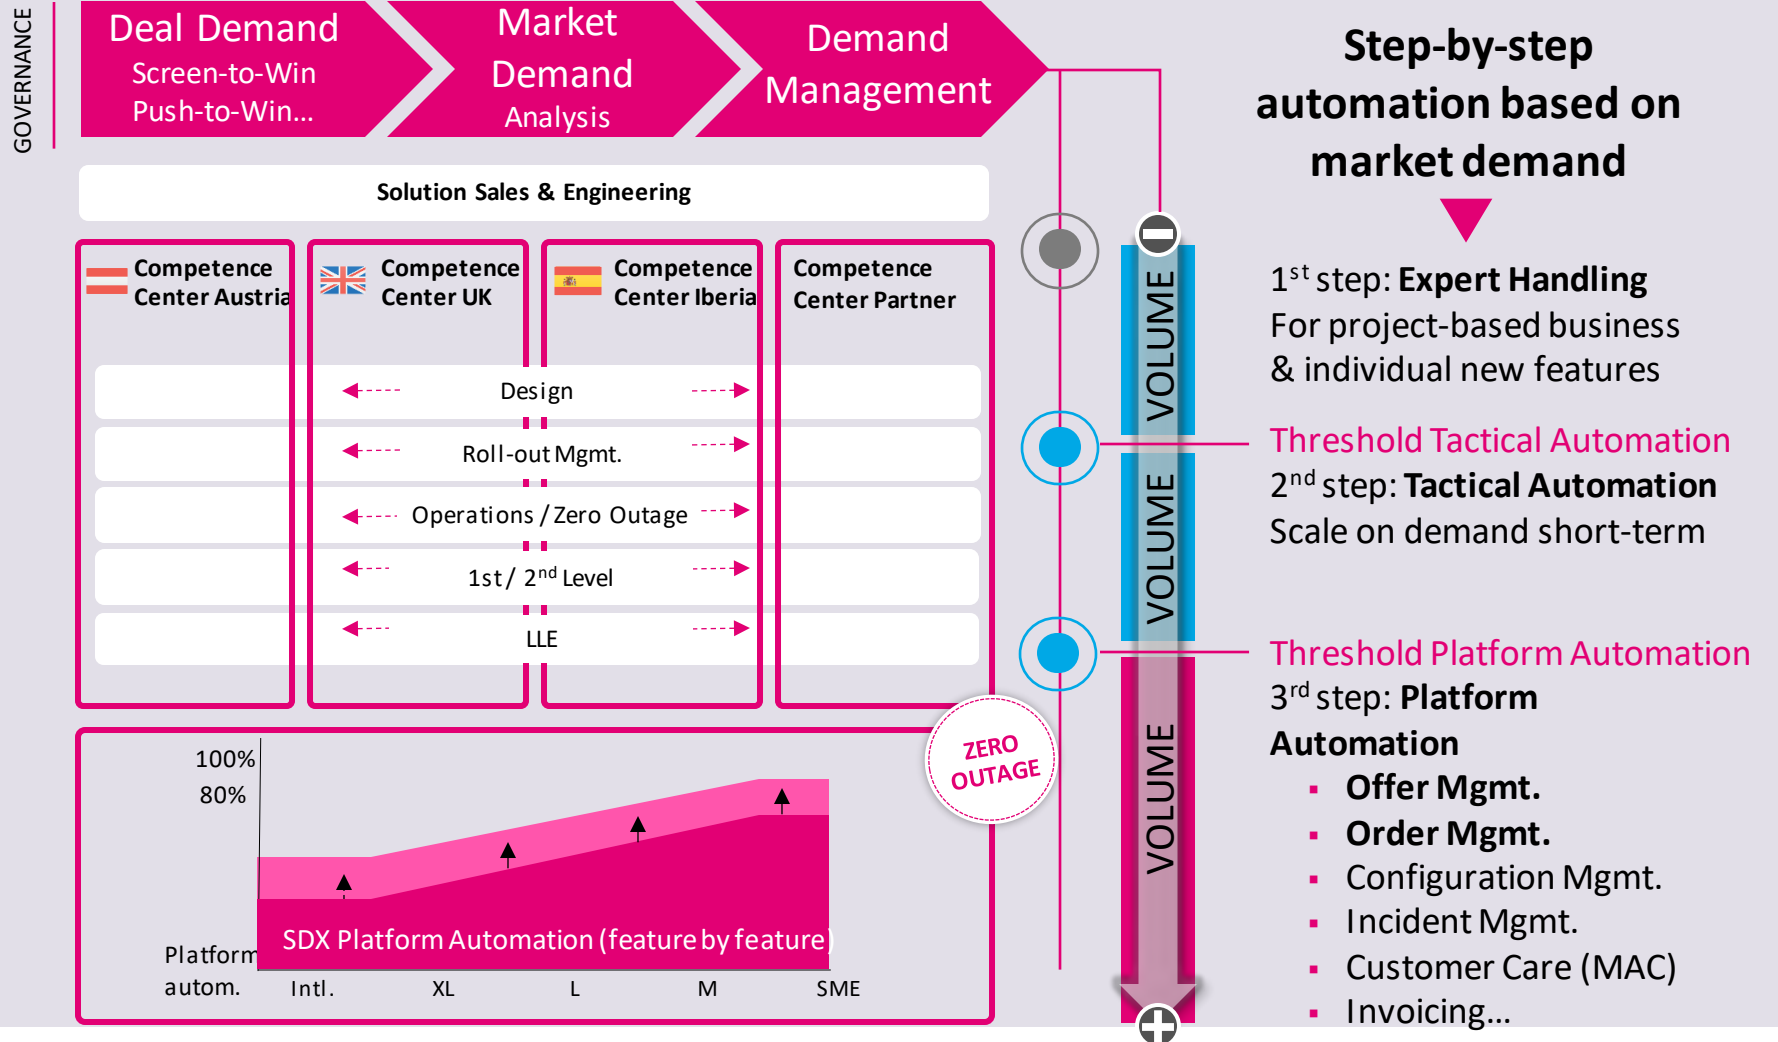 GOVERNANCE
Deal Demand
Screen-to-Win
Push-to-Win...
Market
Demand
Analysis
Demand
Management
Solution Sales & Engineering
Competence
Center Austria
Competence
Center UK
Competence
Center Iberia
Competence
Center Partner
Design
Roll-out Mgmt.
Operations / Zero Outage
1st / 2nd Level
LLE
ZERO
OUTAGE
100%
80%
SDX Platform Automation (feature by feature)
Platform
autom.
Intl.
XL
L
M
SME
VOLUME
VOLUME
VOLUME
Step-by-step
automation based on
market demand
1st step: Expert Handling
For project-based business
& individual new features
Threshold Tactical Automation
2nd step: Tactical Automation
Scale on demand short-term
Threshold Platform Automation
3rd step: Platform
Automation
▪ Offer Mgmt.
▪ Order Mgmt.
▪ Configuration Mgmt.
▪ Incident Mgmt.
▪ Customer Care (MAC)
▪ Invoicing...